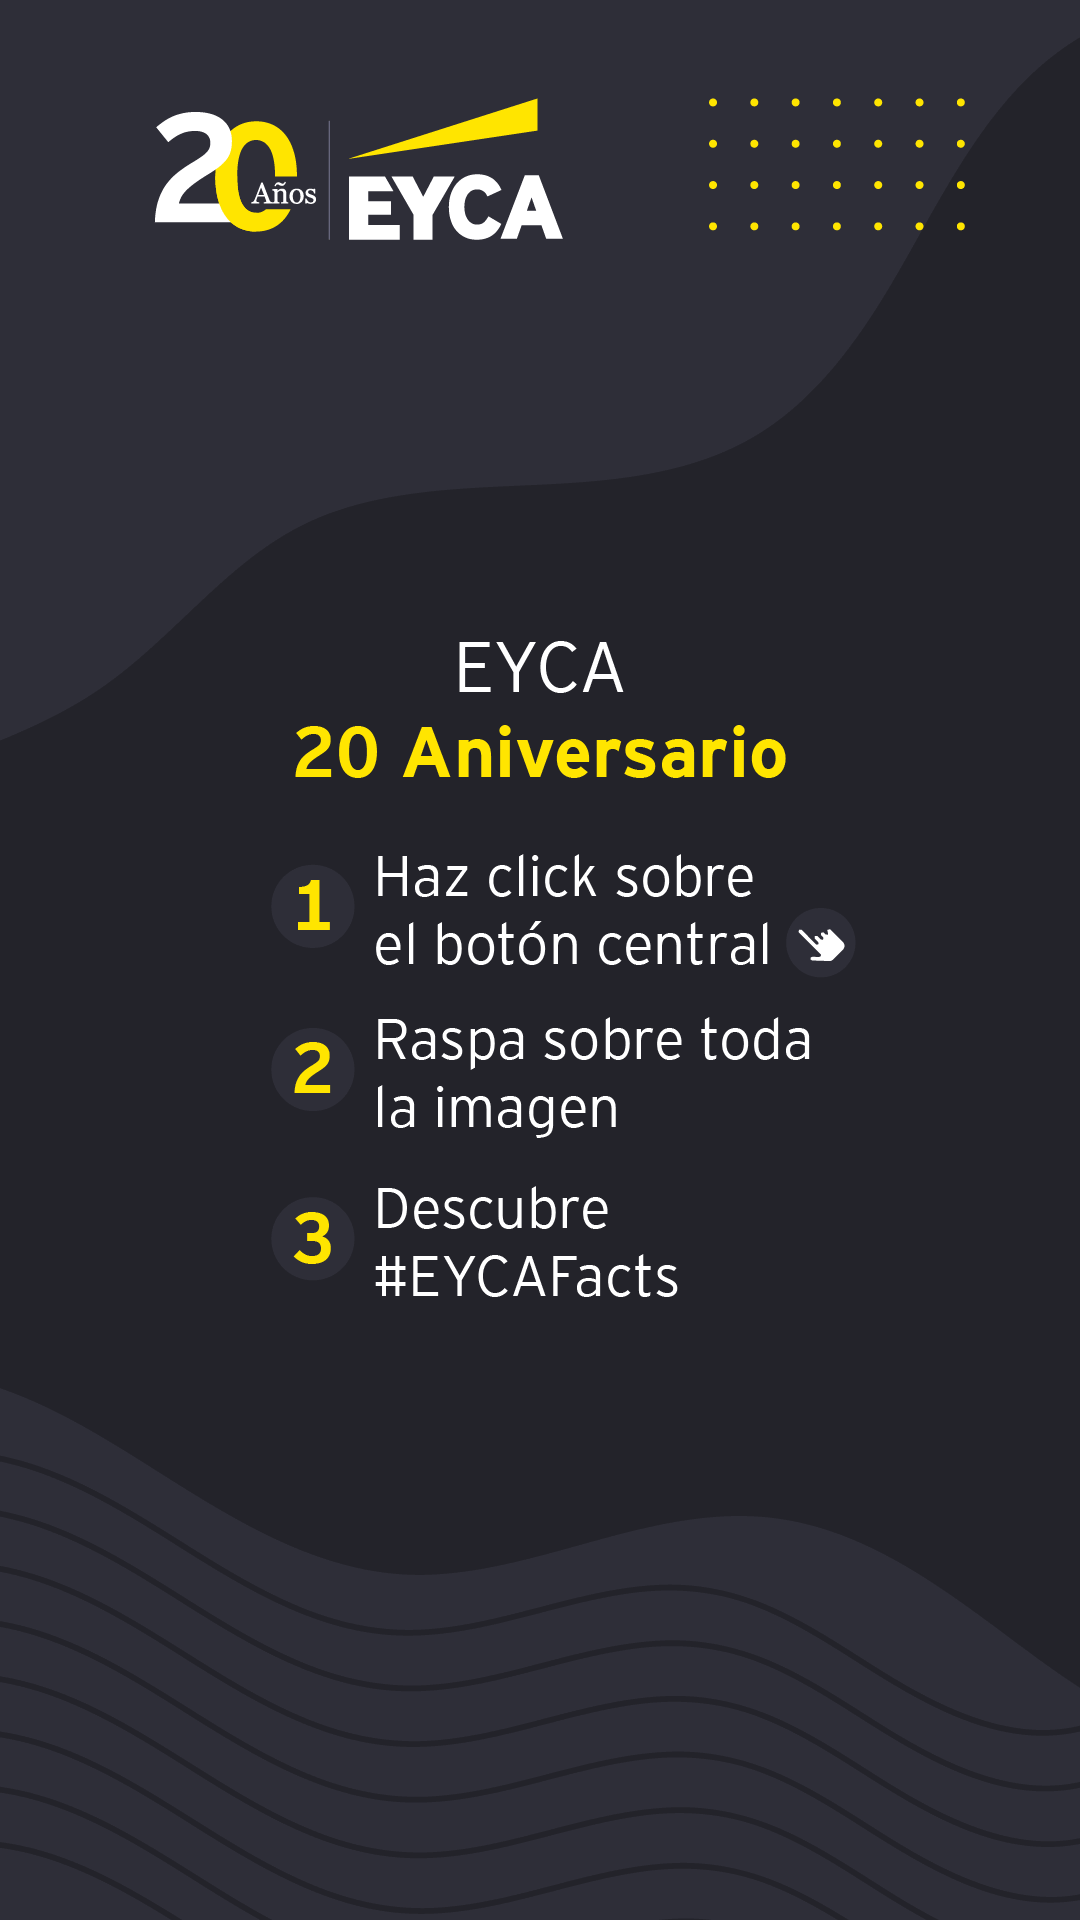 20
Años
EYCA
EYCA
20 Aniversario
1 Haz click sobre
el botón central
2 Raspa sobre toda
la imagen
3 Descubre
#EYCAFacts